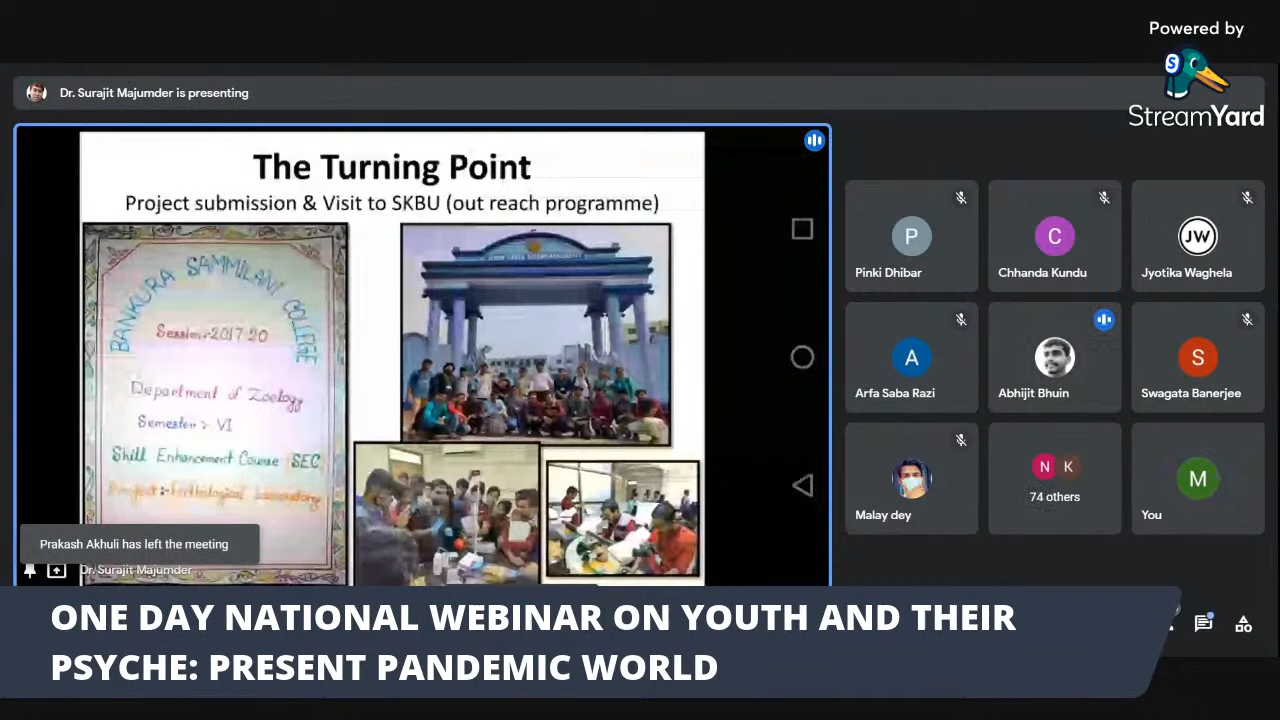 Powered by
StreamYard
Dr. Surajit Majumder is presenting
The Turning Point
Project submission & Visit to SKBU (out reach programme)
BANKURA SAMMILANI COLLEGE
Session:-2017-20
Department of Zoology
Semester :- VI
Skill Enhancement Course SEC
Project:-
Prakash Akhuli has left the meeting
Dr. Surajit Majumder
P
Pinki Dhibar
C
Chhanda Kundu
JW
Jyotika Waghela
A
Arfa Saba Razi
Abhijit Bhuin
S
Swagata Banerjee
Malay dey
N K
74 others
M
You
ONE DAY NATIONAL WEBINAR ON YOUTH AND THEIR
PSYCHE: PRESENT PANDEMIC WORLD